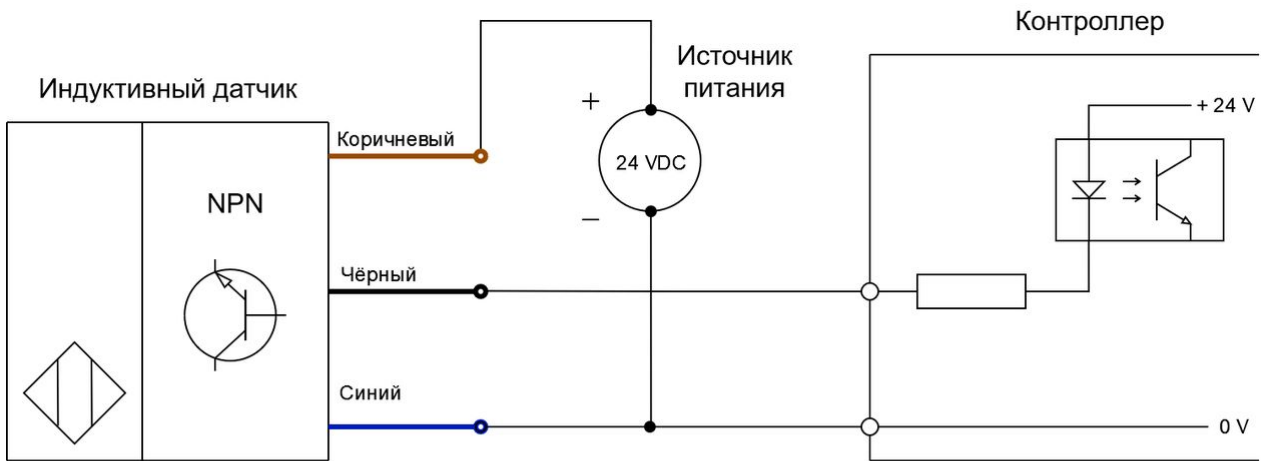 Контроллер
Источник
питания
Индуктивный датчик
+ 24 V
+
Коричневый
24 VDC
NPN
–
Чёрный
Синий
0 V